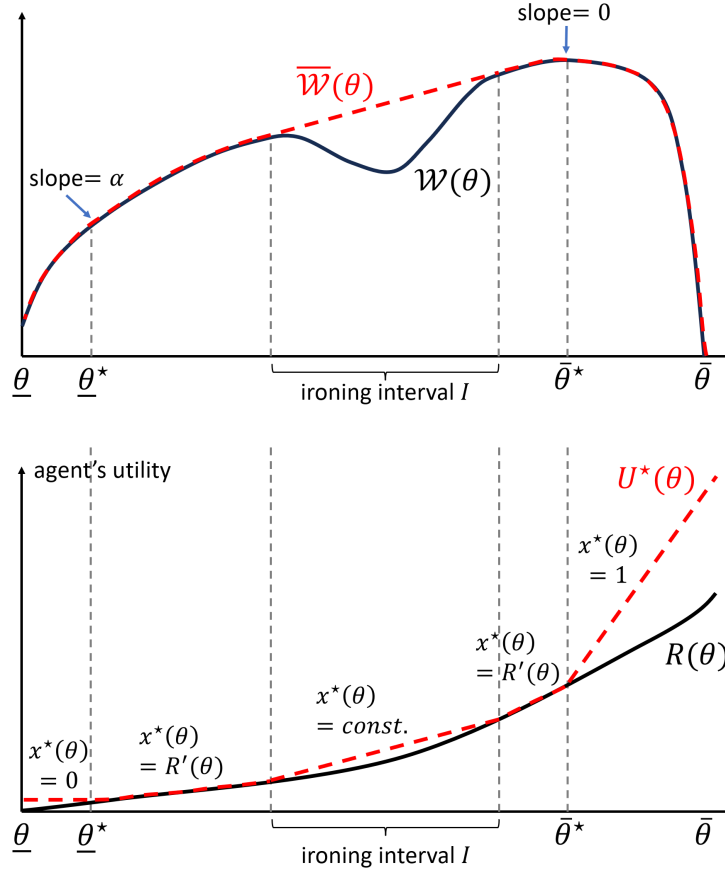 slope= 0
𝒲̅(θ)
slope= α
𝒲(θ)
θ̲ θ̲⋆ θ̅⋆ θ̅
ironing interval I
agent's utility
U⋆(θ)
x⋆(θ)
= 1
x⋆(θ)
= R′(θ)
R(θ)
x⋆(θ)
= const.
x⋆(θ)
= R′(θ)
x⋆(θ)
= 0
θ̲ θ̲⋆ θ̅⋆ θ̅
ironing interval I